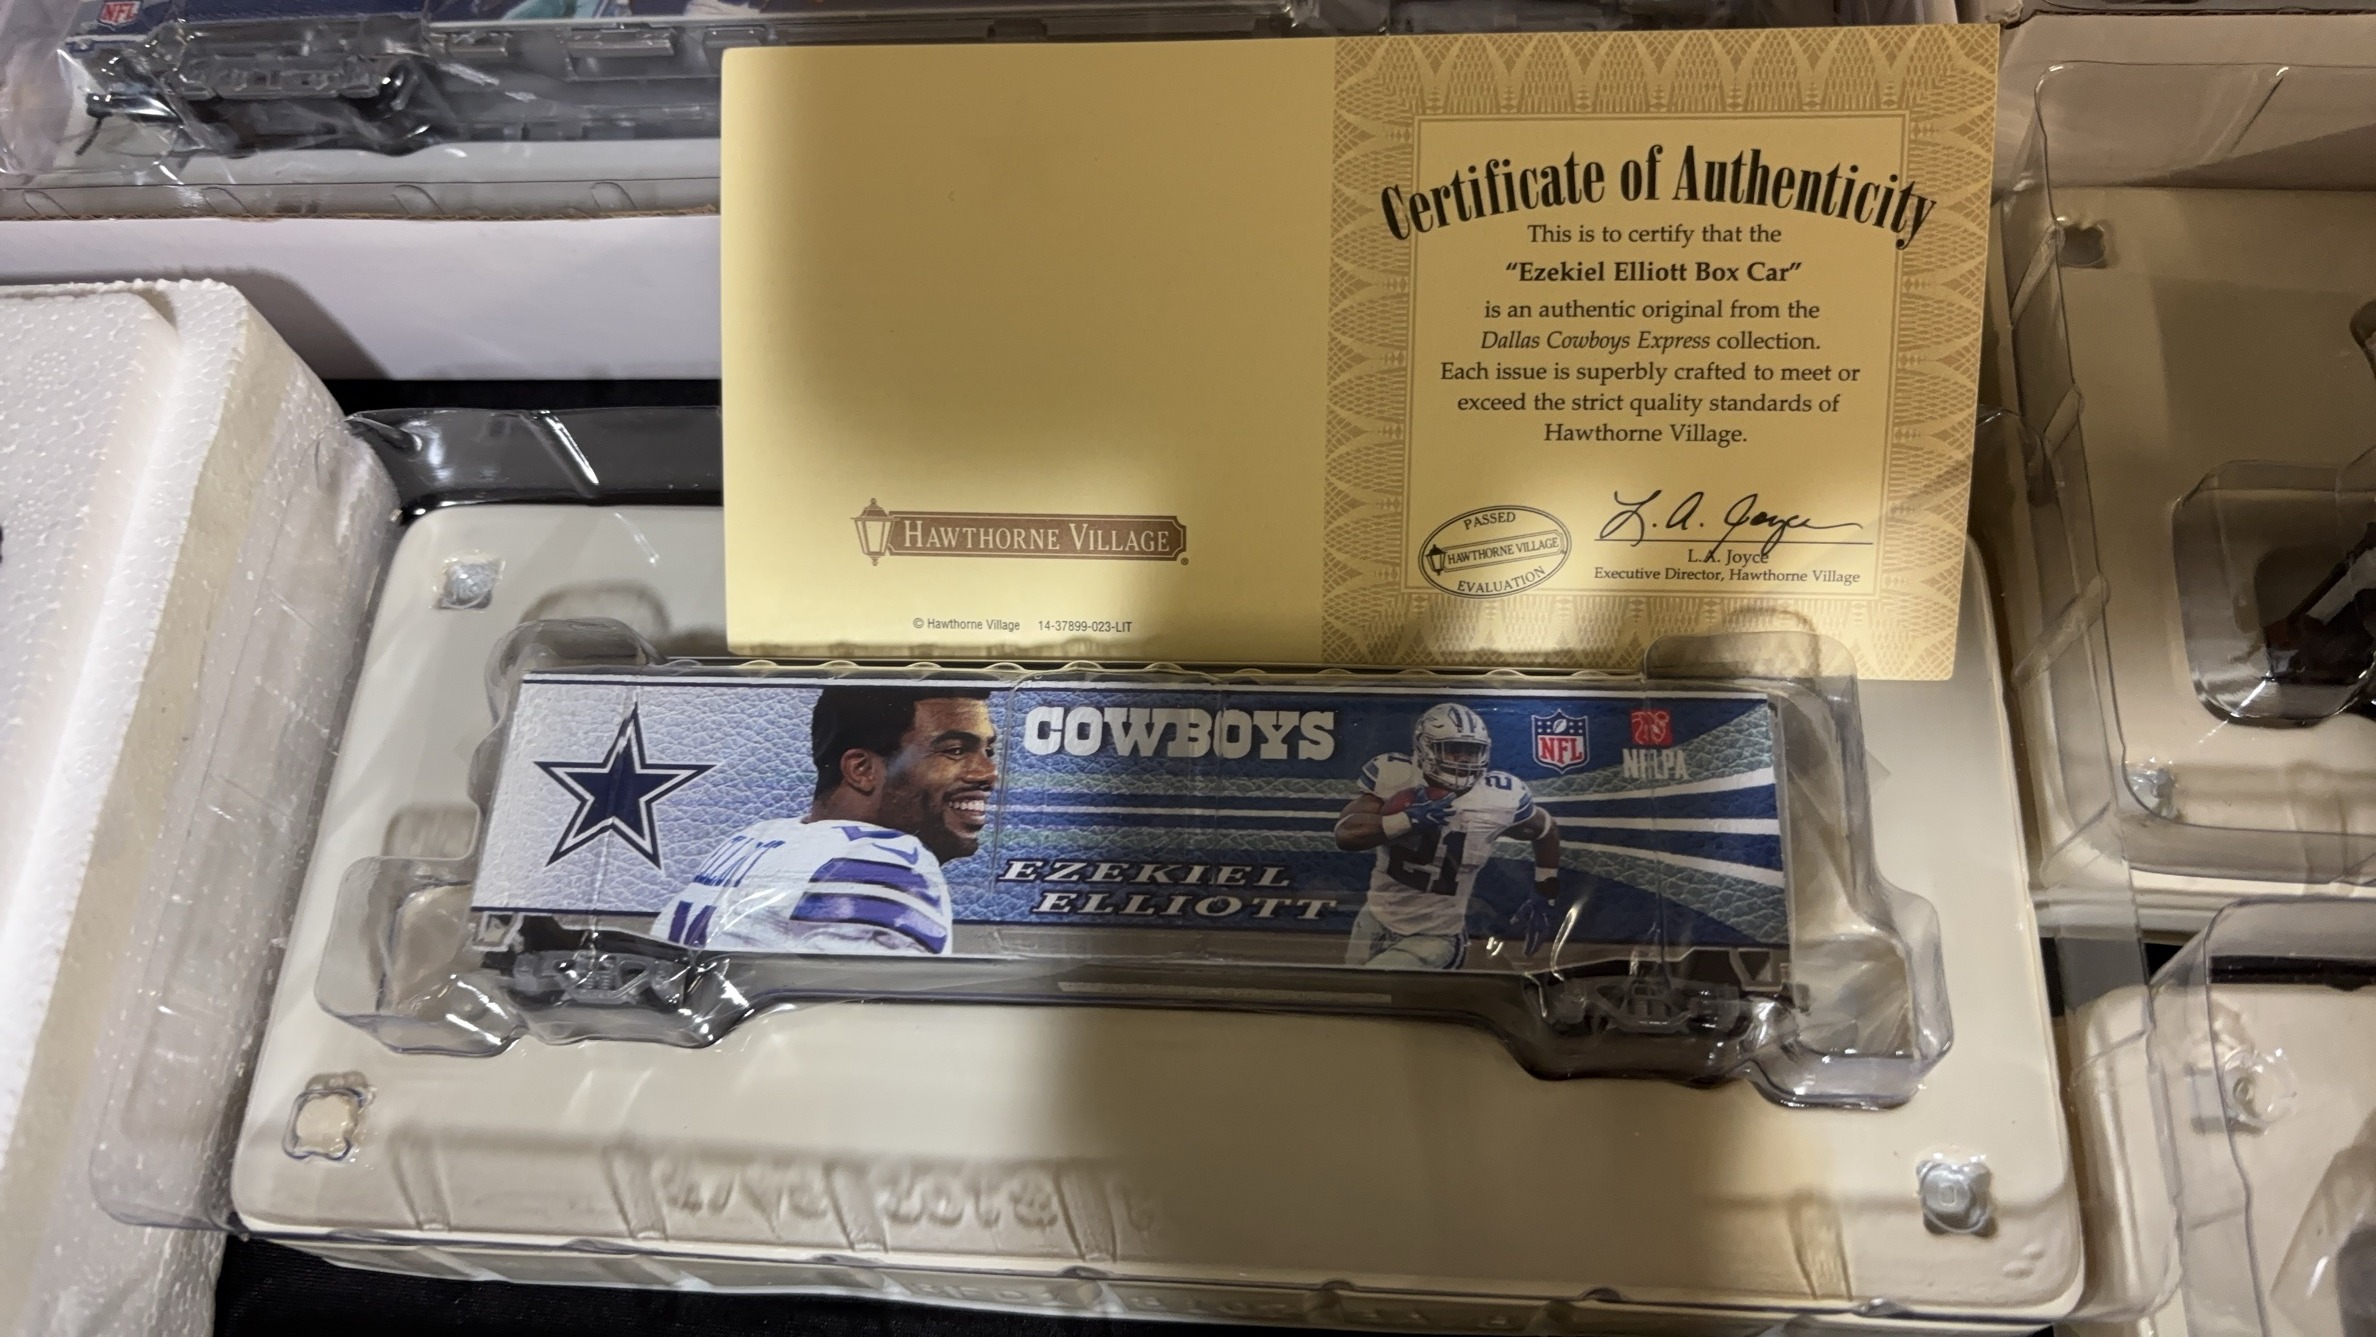 NFL
Certificate of Authenticity
This is to certify that the
“Ezekiel Elliott Box Car”
is an authentic original from the
Dallas Cowboys Express collection.
Each issue is superbly crafted to meet or
exceed the strict quality standards of
Hawthorne Village.
PASSED
HAWTHORNE VILLAGE
EVALUATION
L. A. Joyce
L.A. Joyce
Executive Director, Hawthorne Village
HAWTHORNE VILLAGE®
© Hawthorne Village 14-37899-023-LIT
COWBOYS
EZEKIEL
ELLIOTT
21
21
NFL
NFLPA